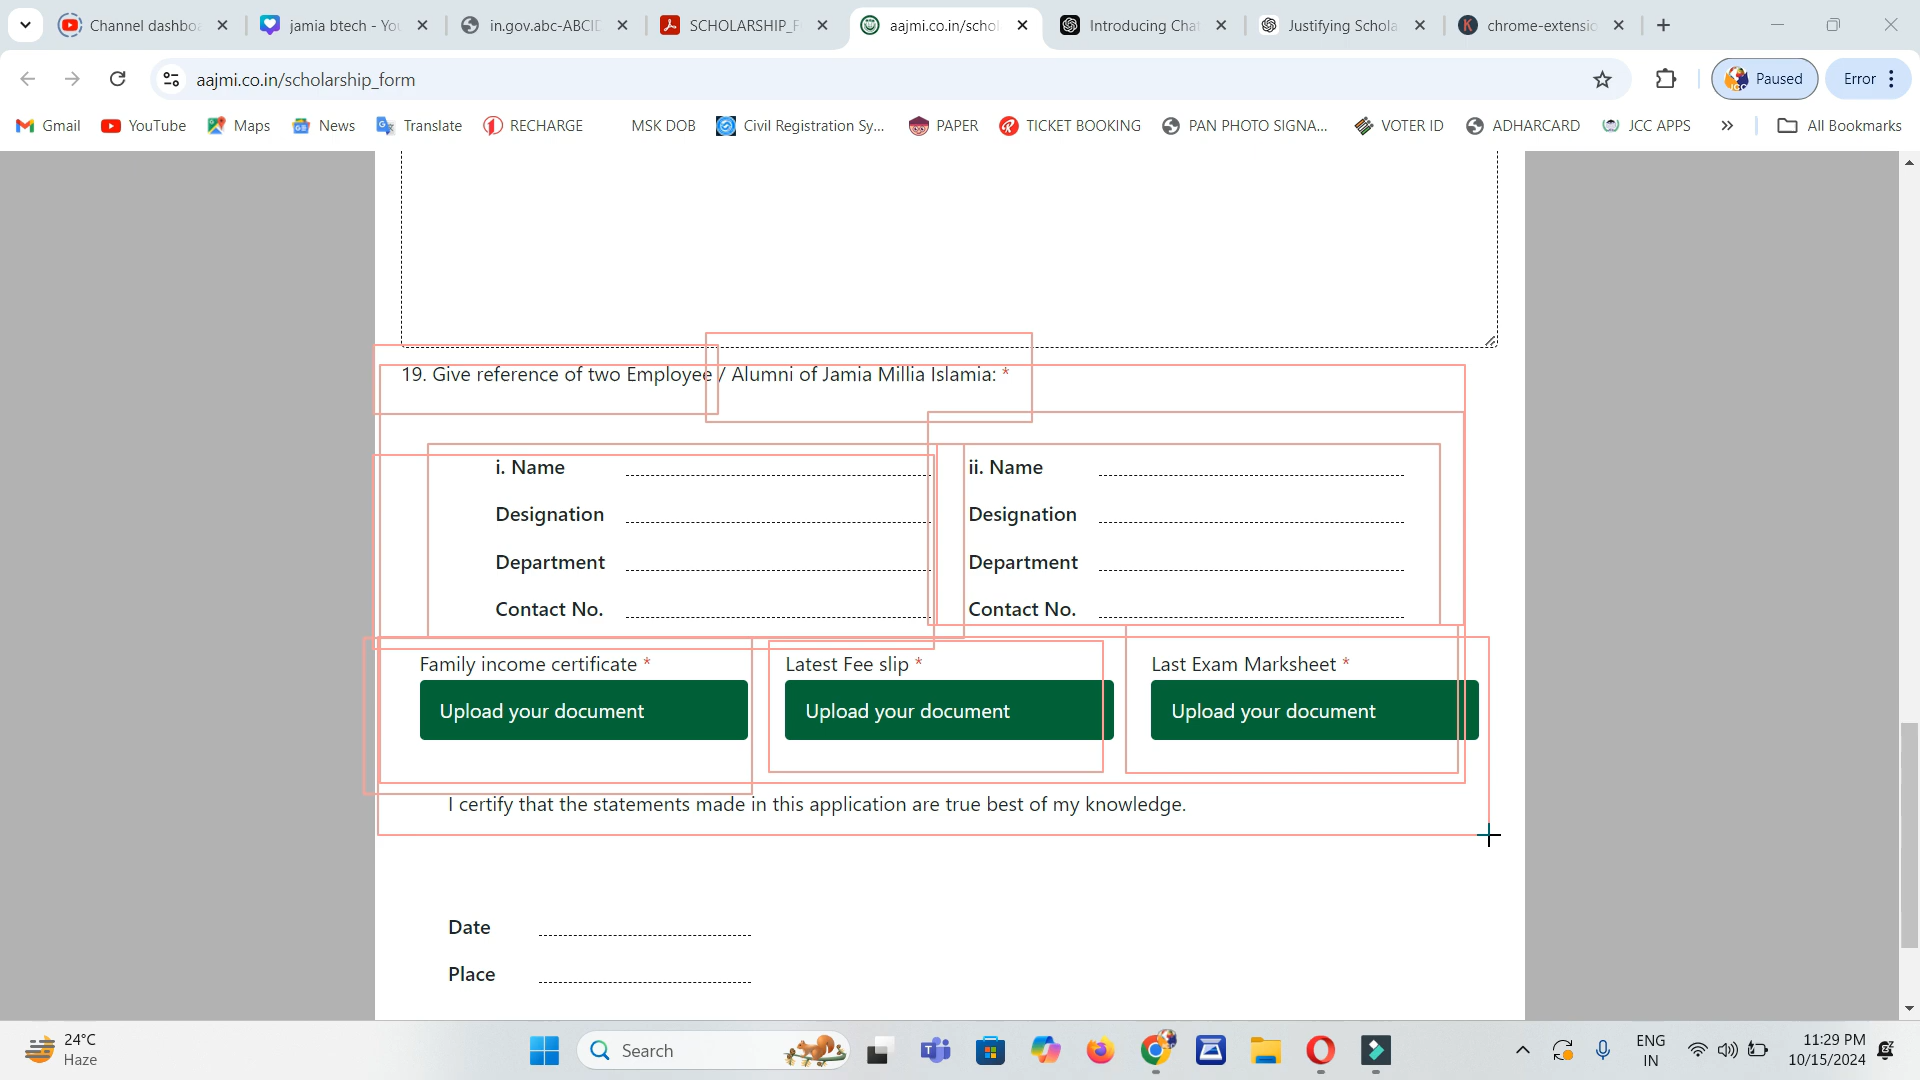 Channel dashboa
jamia btech - You
in.gov.abc-ABCID
SCHOLARSHIP_F
aajmi.co.in/schol
Introducing Chat
Justifying Schola
chrome-extensio
aajmi.co.in/scholarship_form
Paused
Error
Gmail
YouTube
Maps
News
Translate
RECHARGE
MSK DOB
Civil Registration Sy...
PAPER
TICKET BOOKING
PAN PHOTO SIGNA...
VOTER ID
ADHARCARD
JCC APPS
»
All Bookmarks
19. Give reference of two Employee / Alumni of Jamia Millia Islamia: *
i. Name
ii. Name
Designation
Designation
Department
Department
Contact No.
Contact No.
Family income certificate *
Latest Fee slip *
Last Exam Marksheet *
Upload your document
Upload your document
Upload your document
I certify that the statements made in this application are true best of my knowledge.
Date
Place
24°C
Haze
Search
ENG
IN
11:29 PM
10/15/2024